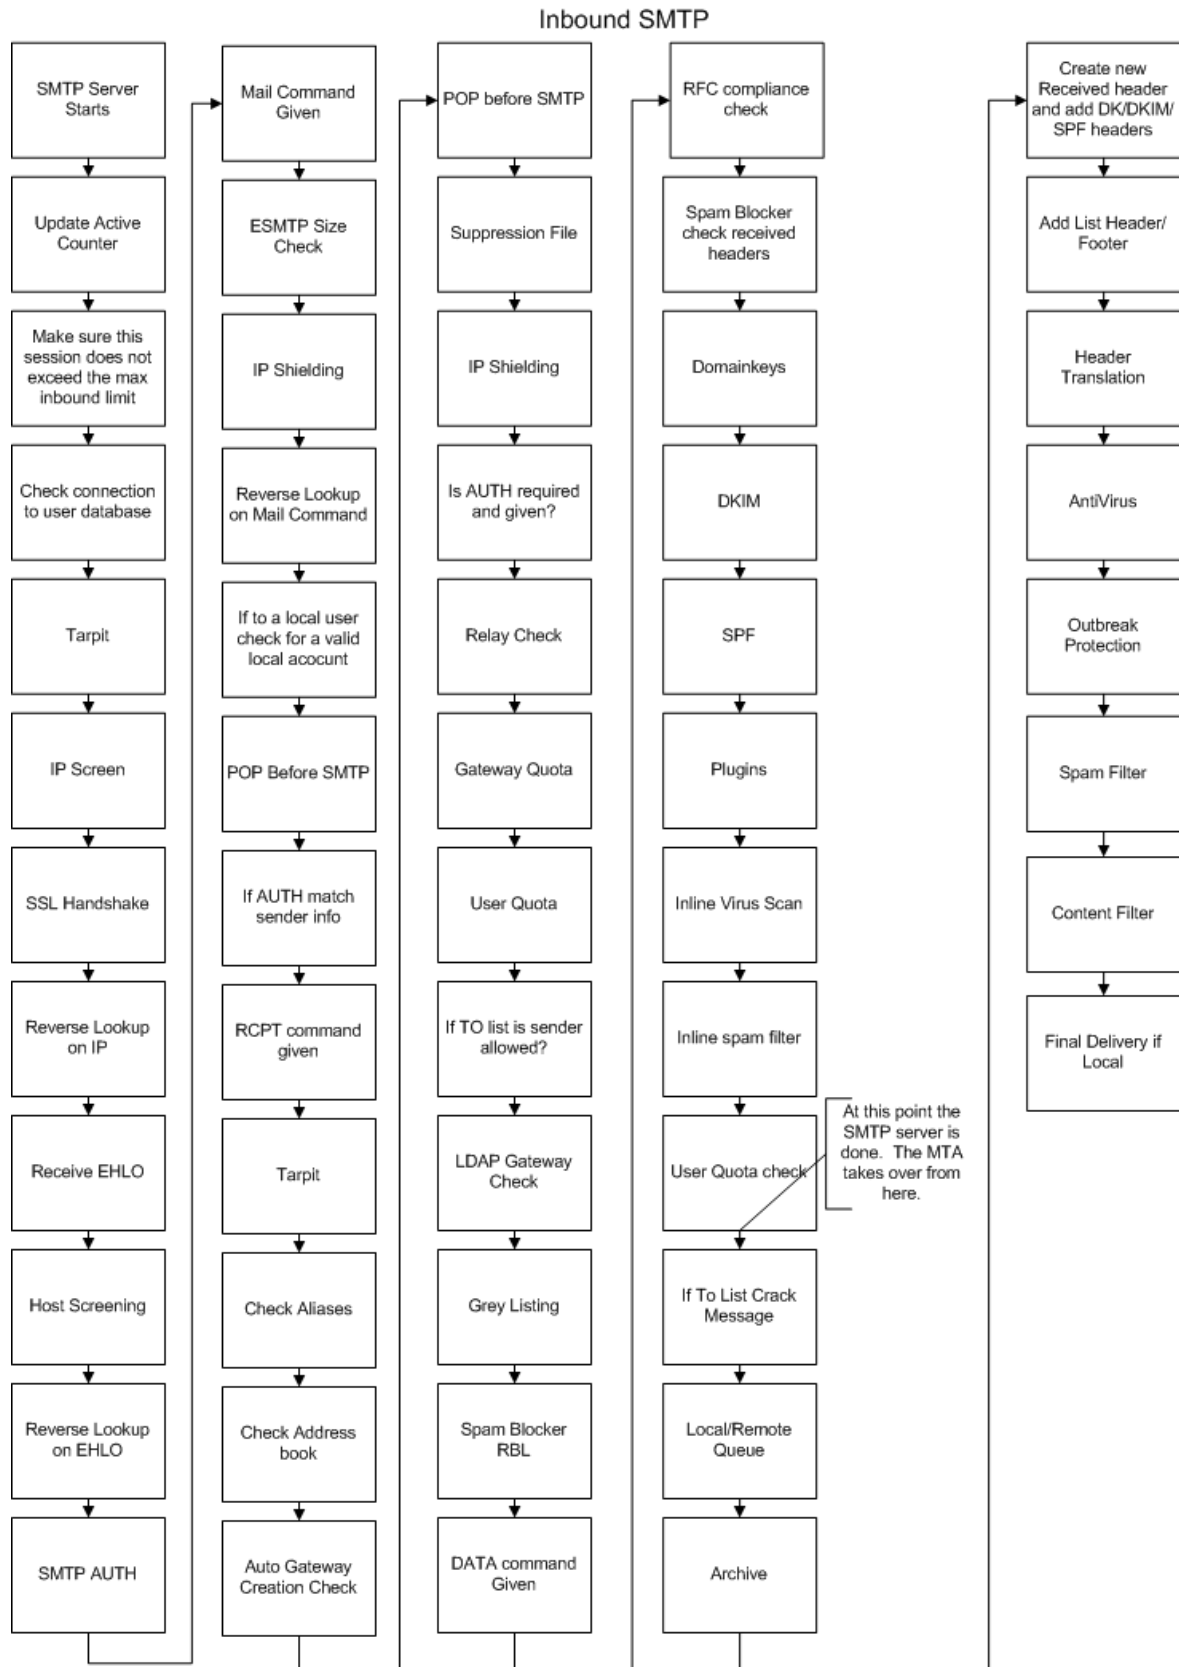 Inbound SMTP
SMTP Server
Starts
Update Active
Counter
Make sure this
session does not
exceed the max
inbound limit
Check connection
to user database
Tarpit
IP Screen
SSL Handshake
Reverse Lookup
on IP
Receive EHLO
Host Screening
Reverse Lookup
on EHLO
SMTP AUTH
Mail Command
Given
ESMTP Size
Check
IP Shielding
Reverse Lookup
on Mail Command
If to a local user
check for a valid
local acocunt
POP Before SMTP
If AUTH match
sender info
RCPT command
given
Tarpit
Check Aliases
Check Address
book
Auto Gateway
Creation Check
POP before SMTP
Suppression File
IP Shielding
Is AUTH required
and given?
Relay Check
Gateway Quota
User Quota
If TO list is sender
allowed?
LDAP Gateway
Check
Grey Listing
Spam Blocker
RBL
DATA command
Given
RFC compliance
check
Spam Blocker
check received
headers
Domainkeys
DKIM
SPF
Plugins
Inline Virus Scan
Inline spam filter
User Quota check
At this point the
SMTP server is
done. The MTA
takes over from
here.
If To List Crack
Message
Local/Remote
Queue
Archive
Create new
Received header
and add DK/DKIM/
SPF headers
Add List Header/
Footer
Header
Translation
AntiVirus
Outbreak
Protection
Spam Filter
Content Filter
Final Delivery if
Local